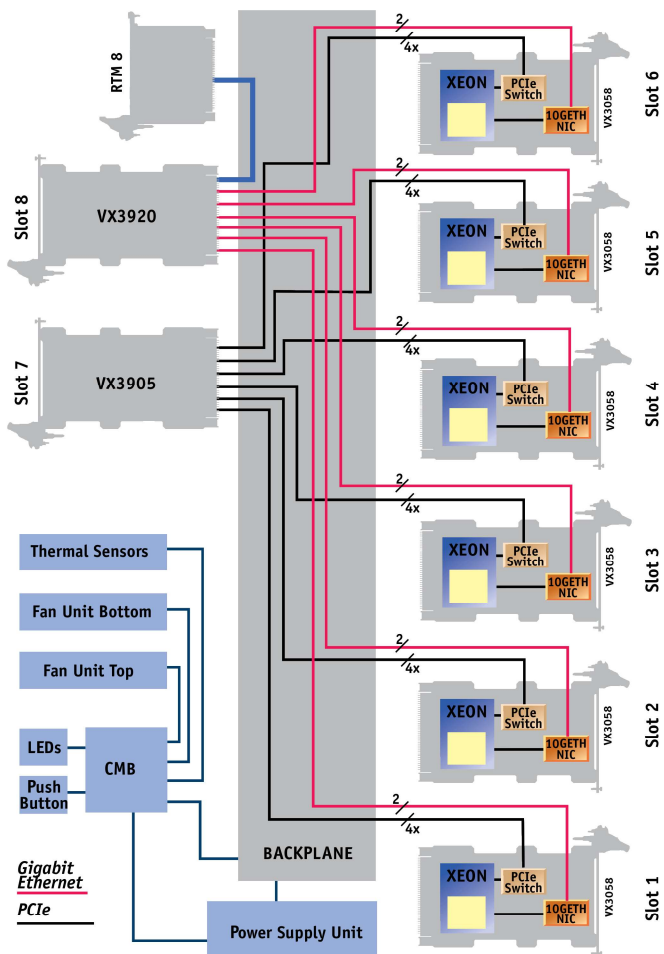 2
4x
XEON
PCIe
Switch
10GETH
NIC
VX3058
Slot 6
RTM 8
Slot 8
VX3920
2
4x
XEON
PCIe
Switch
10GETH
NIC
VX3058
Slot 5
Slot 7
VX3905
2
4x
XEON
PCIe
Switch
10GETH
NIC
VX3058
Slot 4
2
4x
XEON
PCIe
Switch
10GETH
NIC
VX3058
Slot 3
Thermal Sensors
Fan Unit Bottom
Fan Unit Top
LEDs
CMB
Push
Button
2
4x
XEON
PCIe
Switch
10GETH
NIC
VX3058
Slot 2
2
4x
XEON
PCIe
Switch
10GETH
NIC
VX3058
Slot 1
BACKPLANE
Gigabit
Ethernet
PCIe
Power Supply Unit